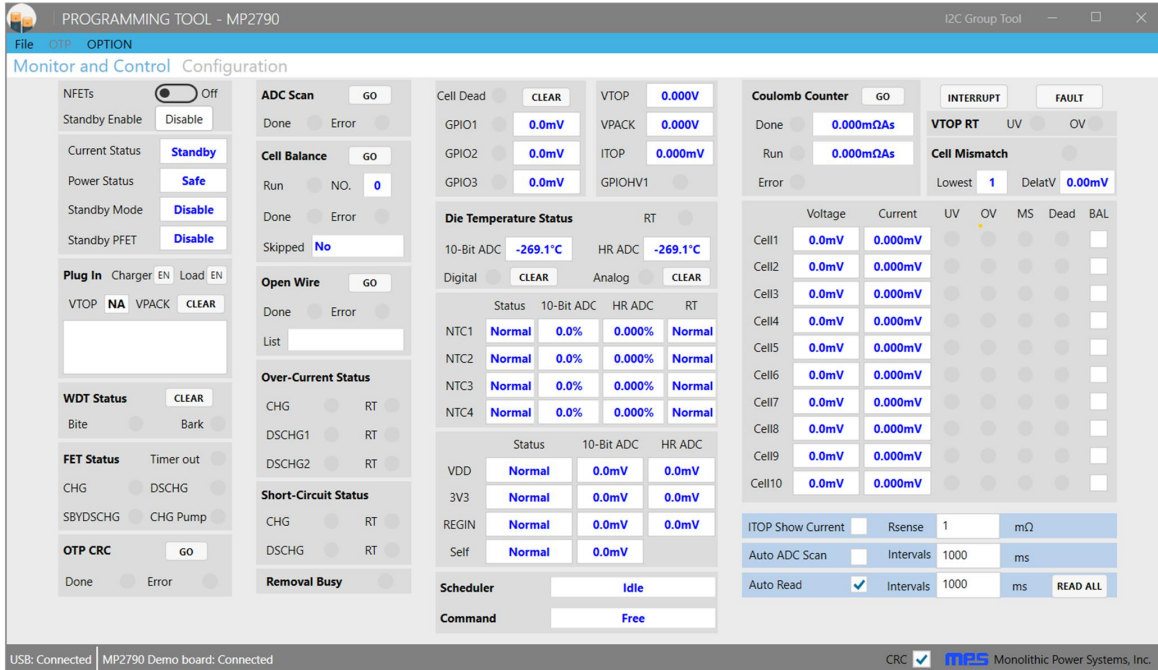 PROGRAMMING TOOL - MP2790
I2C Group Tool
File OTP OPTION
Monitor and Control Configuration
NFETs Off
Standby Enable Disable
Current Status Standby
Power Status Safe
Standby Mode Disable
Standby PFET Disable
Plug In Charger EN Load EN
VTOP NA VPACK CLEAR
WDT Status CLEAR
Bite Bark
FET Status Timer out
CHG DSCHG
SBYDSCHG CHG Pump
OTP CRC GO
Done Error
ADC Scan GO
Done Error
Cell Balance GO
Run NO. 0
Done Error
Skipped No
Open Wire GO
Done Error
List
Over-Current Status
CHG RT
DSCHG1 RT
DSCHG2 RT
Short-Circuit Status
CHG RT
DSCHG RT
Removal Busy
Cell Dead CLEAR
GPIO1 0.0mV
GPIO2 0.0mV
GPIO3 0.0mV
VTOP 0.000V
VPACK 0.000V
ITOP 0.000mV
GPIOHV1
Die Temperature Status RT
10-Bit ADC -269.1°C HR ADC -269.1°C
Digital CLEAR Analog CLEAR
Status 10-Bit ADC HR ADC RT
NTC1 Normal 0.0% 0.000% Normal
NTC2 Normal 0.0% 0.000% Normal
NTC3 Normal 0.0% 0.000% Normal
NTC4 Normal 0.0% 0.000% Normal
Status 10-Bit ADC HR ADC
VDD Normal 0.0mV 0.0mV
3V3 Normal 0.0mV 0.0mV
REGIN Normal 0.0mV 0.0mV
Self Normal 0.0mV
Scheduler Idle
Command Free
Coulomb Counter GO
Done 0.000mΩAs
Run 0.000mΩAs
Error
INTERRUPT FAULT
VTOP RT UV OV
Cell Mismatch
Lowest 1 DelatV 0.00mV
Voltage Current UV OV MS Dead BAL
Cell1 0.0mV 0.000mV
Cell2 0.0mV 0.000mV
Cell3 0.0mV 0.000mV
Cell4 0.0mV 0.000mV
Cell5 0.0mV 0.000mV
Cell6 0.0mV 0.000mV
Cell7 0.0mV 0.000mV
Cell8 0.0mV 0.000mV
Cell9 0.0mV 0.000mV
Cell10 0.0mV 0.000mV
ITOP Show Current Rsense 1 mΩ
Auto ADC Scan Intervals 1000 ms
Auto Read Intervals 1000 ms READ ALL
USB: Connected MP2790 Demo board: Connected
CRC mps Monolithic Power Systems, Inc.